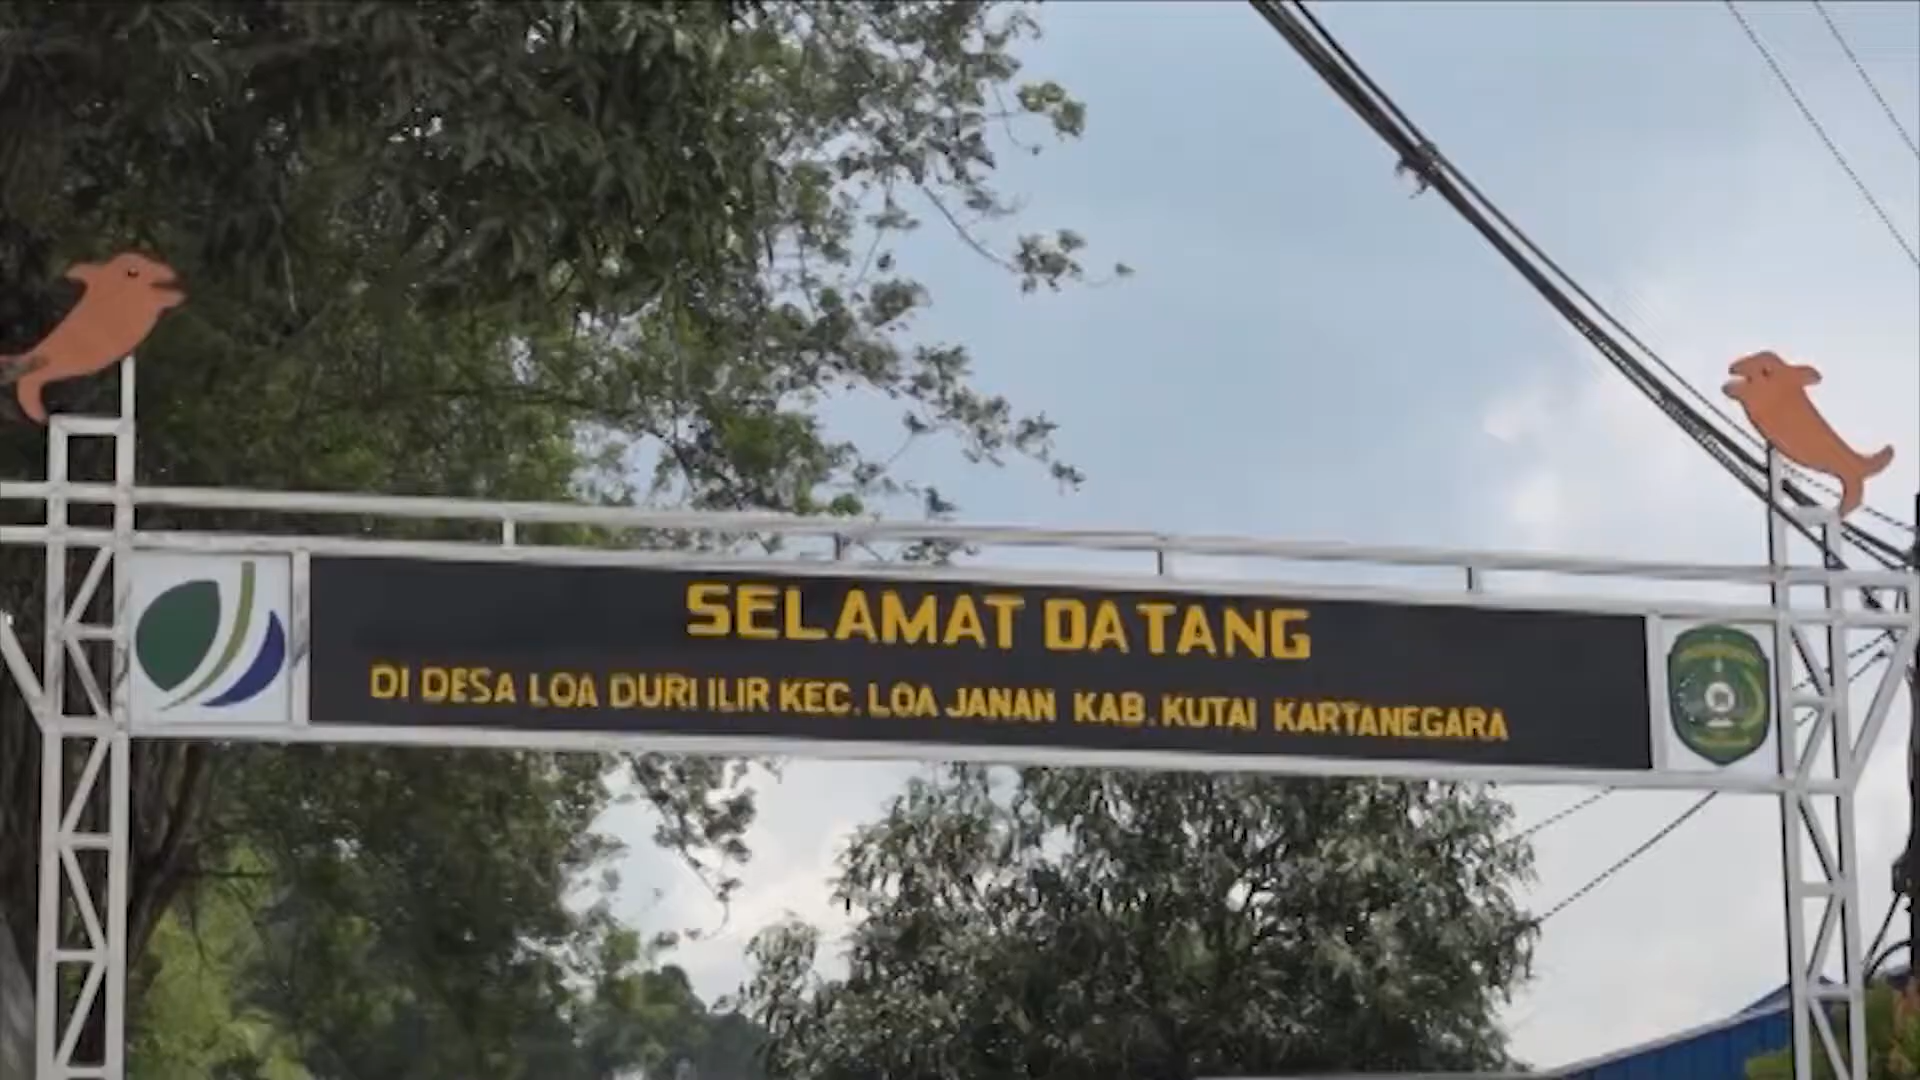 SELAMAT DATANG
DI DESA LOA DURI ILIR KEC. LOA JANAN KAB. KUTAI KARTANEGARA